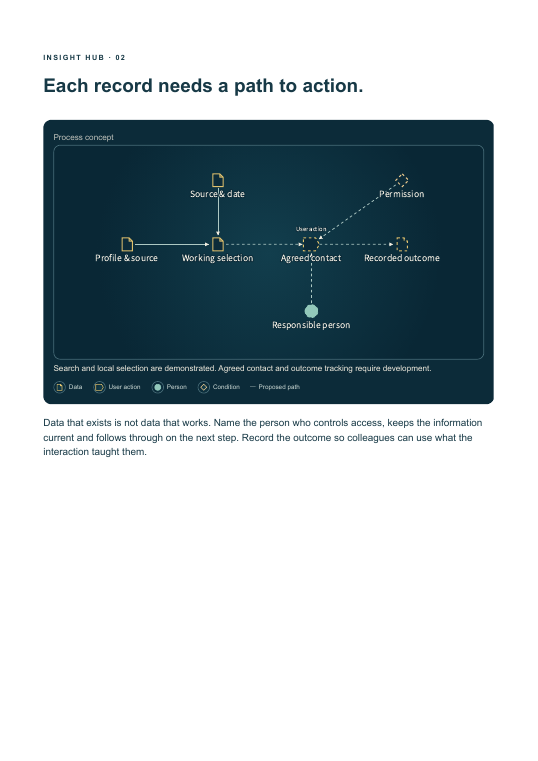 INSIGHT HUB · 02
Each record needs a path to action.
Process concept
Source & date
Permission
User action
Profile & source
Working selection
Agreed contact
Recorded outcome
Responsible person
Search and local selection are demonstrated. Agreed contact and outcome tracking require development.
Data
User action
Person
Condition
Proposed path
Data that exists is not data that works. Name the person who controls access, keeps the information
current and follows through on the next step. Record the outcome so colleagues can use what the
interaction taught them.